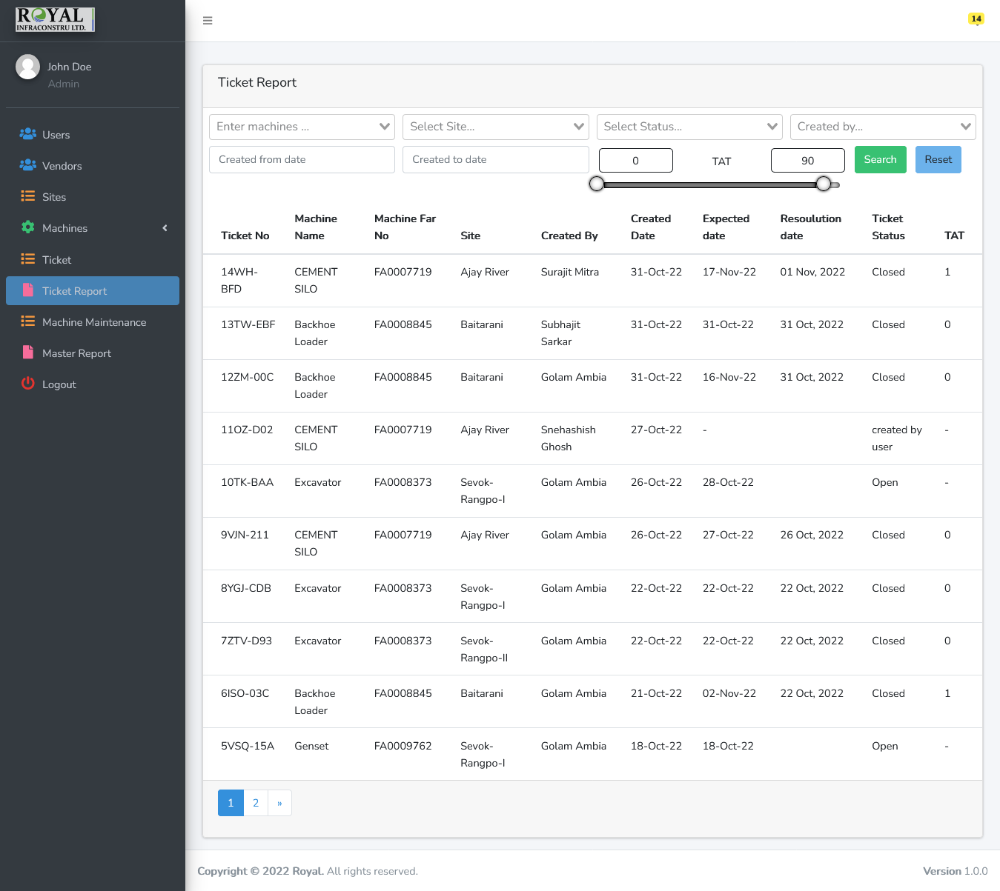 ROYAL
INFRACONSTRU LTD.
14
John Doe
Admin
Users
Vendors
Sites
Machines
Ticket
Ticket Report
Machine Maintenance
Master Report
Logout
Ticket Report
Enter machines ... Select Site... Select Status... Created by...
Created from date Created to date 0 TAT 90 Search Reset
Ticket No Machine Name Machine Far No Site Created By Created Date Expected date Resoulution date Ticket Status TAT
14WH-BFD CEMENT SILO FA0007719 Ajay River Surajit Mitra 31-Oct-22 17-Nov-22 01 Nov, 2022 Closed 1
13TW-EBF Backhoe Loader FA0008845 Baitarani Subhajit Sarkar 31-Oct-22 31-Oct-22 31 Oct, 2022 Closed 0
12ZM-00C Backhoe Loader FA0008845 Baitarani Golam Ambia 31-Oct-22 16-Nov-22 31 Oct, 2022 Closed 0
11OZ-D02 CEMENT SILO FA0007719 Ajay River Snehashish Ghosh 27-Oct-22 - created by user -
10TK-BAA Excavator FA0008373 Sevok-Rangpo-I Golam Ambia 26-Oct-22 28-Oct-22 Open -
9VJN-211 CEMENT SILO FA0007719 Ajay River Golam Ambia 26-Oct-22 27-Oct-22 26 Oct, 2022 Closed 0
8YGJ-CDB Excavator FA0008373 Sevok-Rangpo-I Golam Ambia 22-Oct-22 22-Oct-22 22 Oct, 2022 Closed 0
7ZTV-D93 Excavator FA0008373 Sevok-Rangpo-II Golam Ambia 22-Oct-22 22-Oct-22 22 Oct, 2022 Closed 0
6ISO-03C Backhoe Loader FA0008845 Baitarani Golam Ambia 21-Oct-22 02-Nov-22 22 Oct, 2022 Closed 1
5VSQ-15A Genset FA0009762 Sevok-Rangpo-I Golam Ambia 18-Oct-22 18-Oct-22 Open -
1 2 »
Copyright © 2022 Royal. All rights reserved. Version 1.0.0